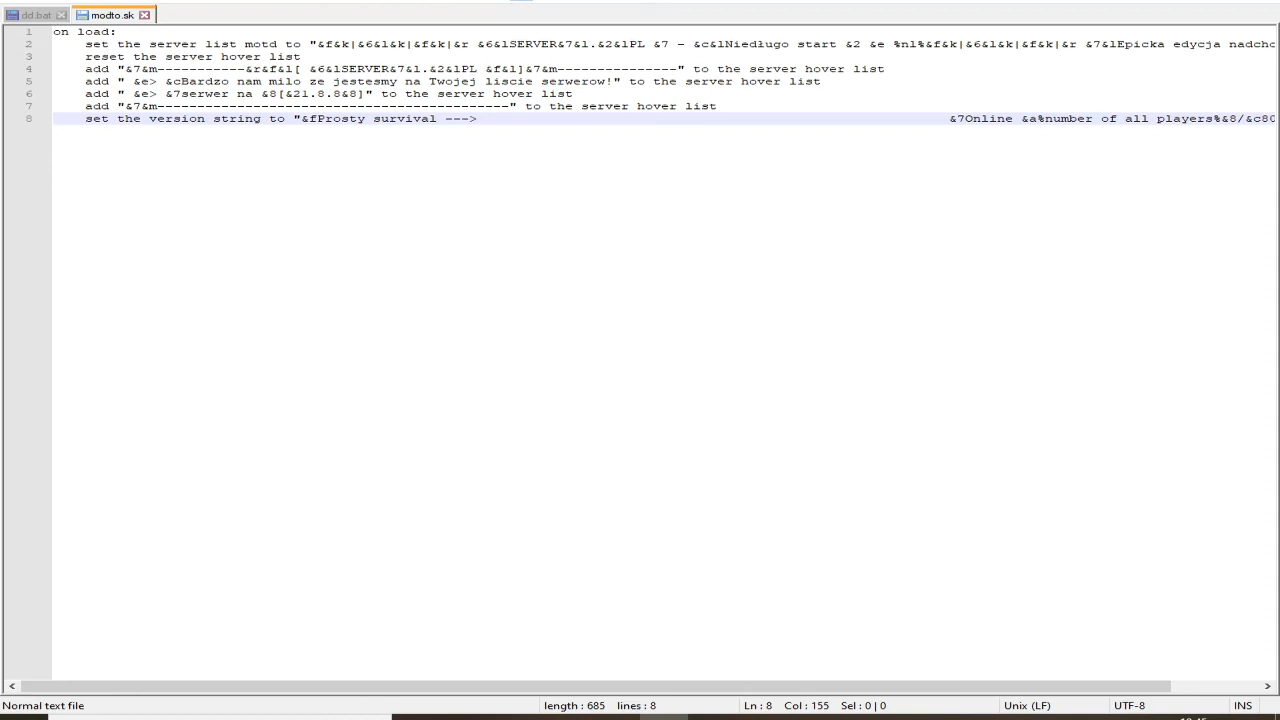 dd.bat modto.sk
1 on load:
2 set the server list motd to "&f&k|&6&l&k|&f&k|&r &6&lSERVER&7&l.&2&lPL &7 - &c&lNiedlugo start &2 &e %nl%&f&k|&6&l&k|&f&k|&r &7&lEpicka edycja nadcho
3 reset the server hover list
4 add "&7&m-----------&r&f&l[ &6&lSERVER&7&l.&2&lPL &f&l]&7&m---------------" to the server hover list
5 add " &e> &cBardzo nam milo ze jestesmy na Twojej liscie serwerow!" to the server hover list
6 add " &e> &7serwer na &8[&21.8.8&8]" to the server hover list
7 add "&7&m--------------------------------------------" to the server hover list
8 set the version string to "&fProsty survival ---> &7Online &a%number of all players%&8/&c80
Normal text file length : 685 lines : 8 Ln : 8 Col : 155 Sel : 0 | 0 Unix (LF) UTF-8 INS